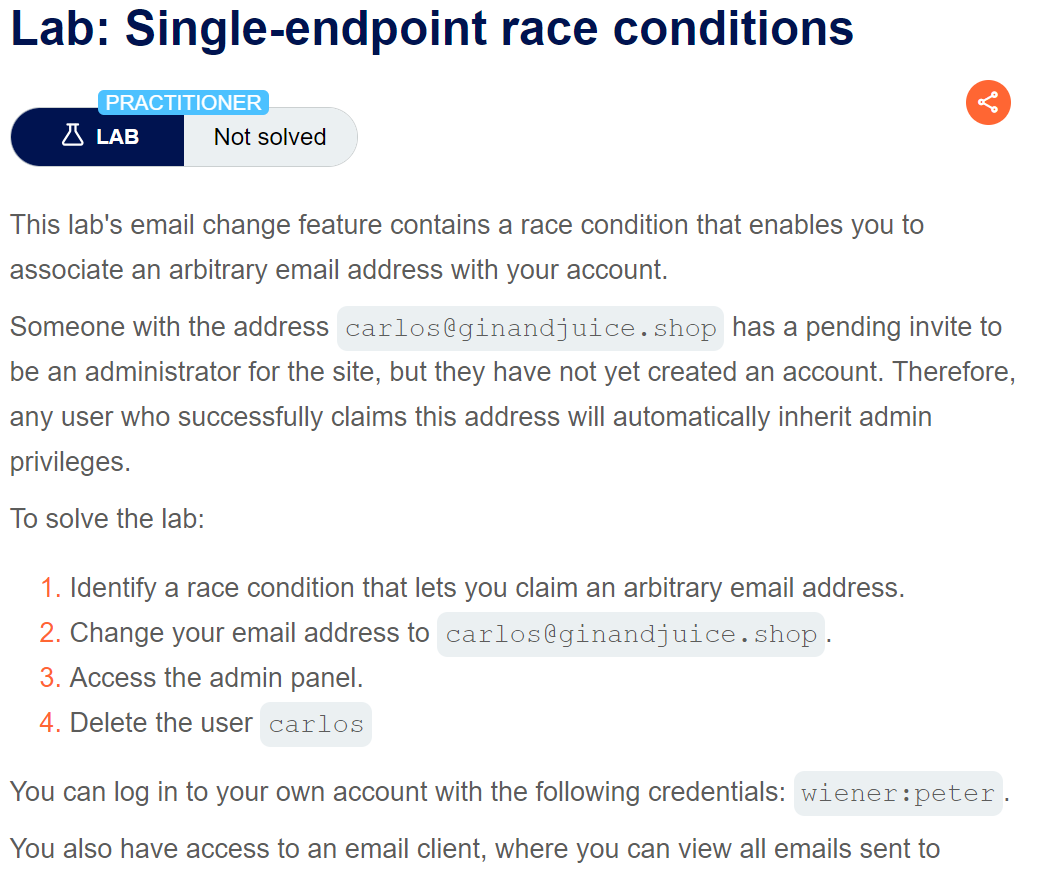 Lab: Single-endpoint race conditions
PRACTITIONER
LAB
Not solved
This lab's email change feature contains a race condition that enables you to
associate an arbitrary email address with your account.
Someone with the address carlos@ginandjuice.shop has a pending invite to
be an administrator for the site, but they have not yet created an account. Therefore,
any user who successfully claims this address will automatically inherit admin
privileges.
To solve the lab:
1. Identify a race condition that lets you claim an arbitrary email address.
2. Change your email address to carlos@ginandjuice.shop.
3. Access the admin panel.
4. Delete the user carlos
You can log in to your own account with the following credentials: wiener:peter.
You also have access to an email client, where you can view all emails sent to